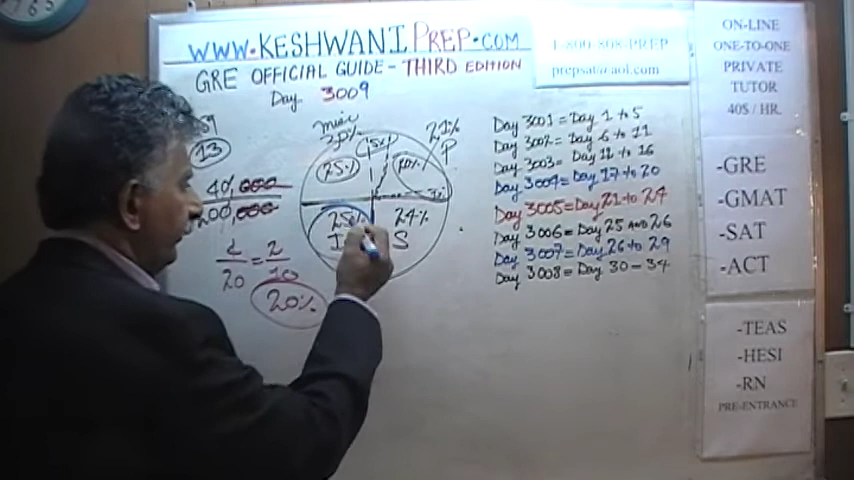 WWW.KESHWANIPREP.COM
1-800-808-PREP
prepsat@aol.com
GRE OFFICIAL GUIDE - THIRD EDITION
Day 3009
13
40,000
200,000
20 = 2/10
20%
25%
21%
P
20%
25%
I
24%
S
Day 3001 = Day 1 to 5
Day 3002 = Day 6 to 11
Day 3003 = Day 12 to 16
Day 3004 = Day 17 to 20
Day 3005 = Day 21 to 24
Day 3006 = Day 25 AND 26
Day 3007 = Day 26 to 29
Day 3008 = Day 30 - 34
ON-LINE
ONE-TO-ONE
PRIVATE
TUTOR
40$ / HR.
-GRE
-GMAT
-SAT
-ACT
-TEAS
-HESI
-RN
PRE-ENTRANCE